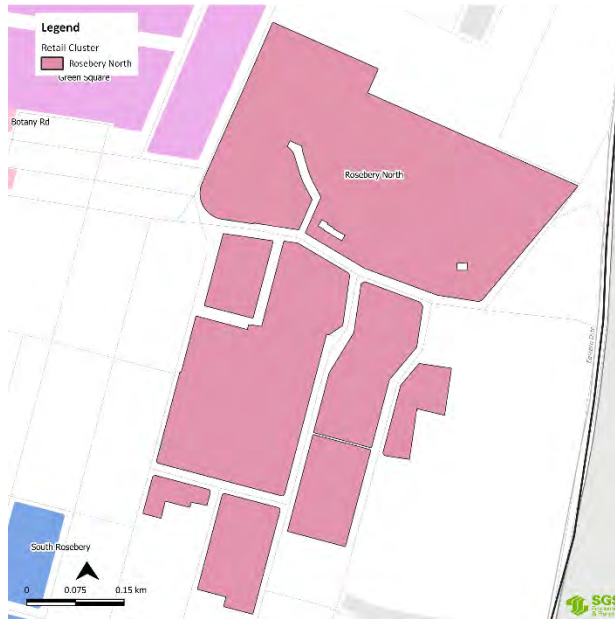 Legend
Retail Cluster
Rosebery North
Green Square
Botany Rd
Rosebery North
South Rosebery
0 0.075 0.15 km
SGS